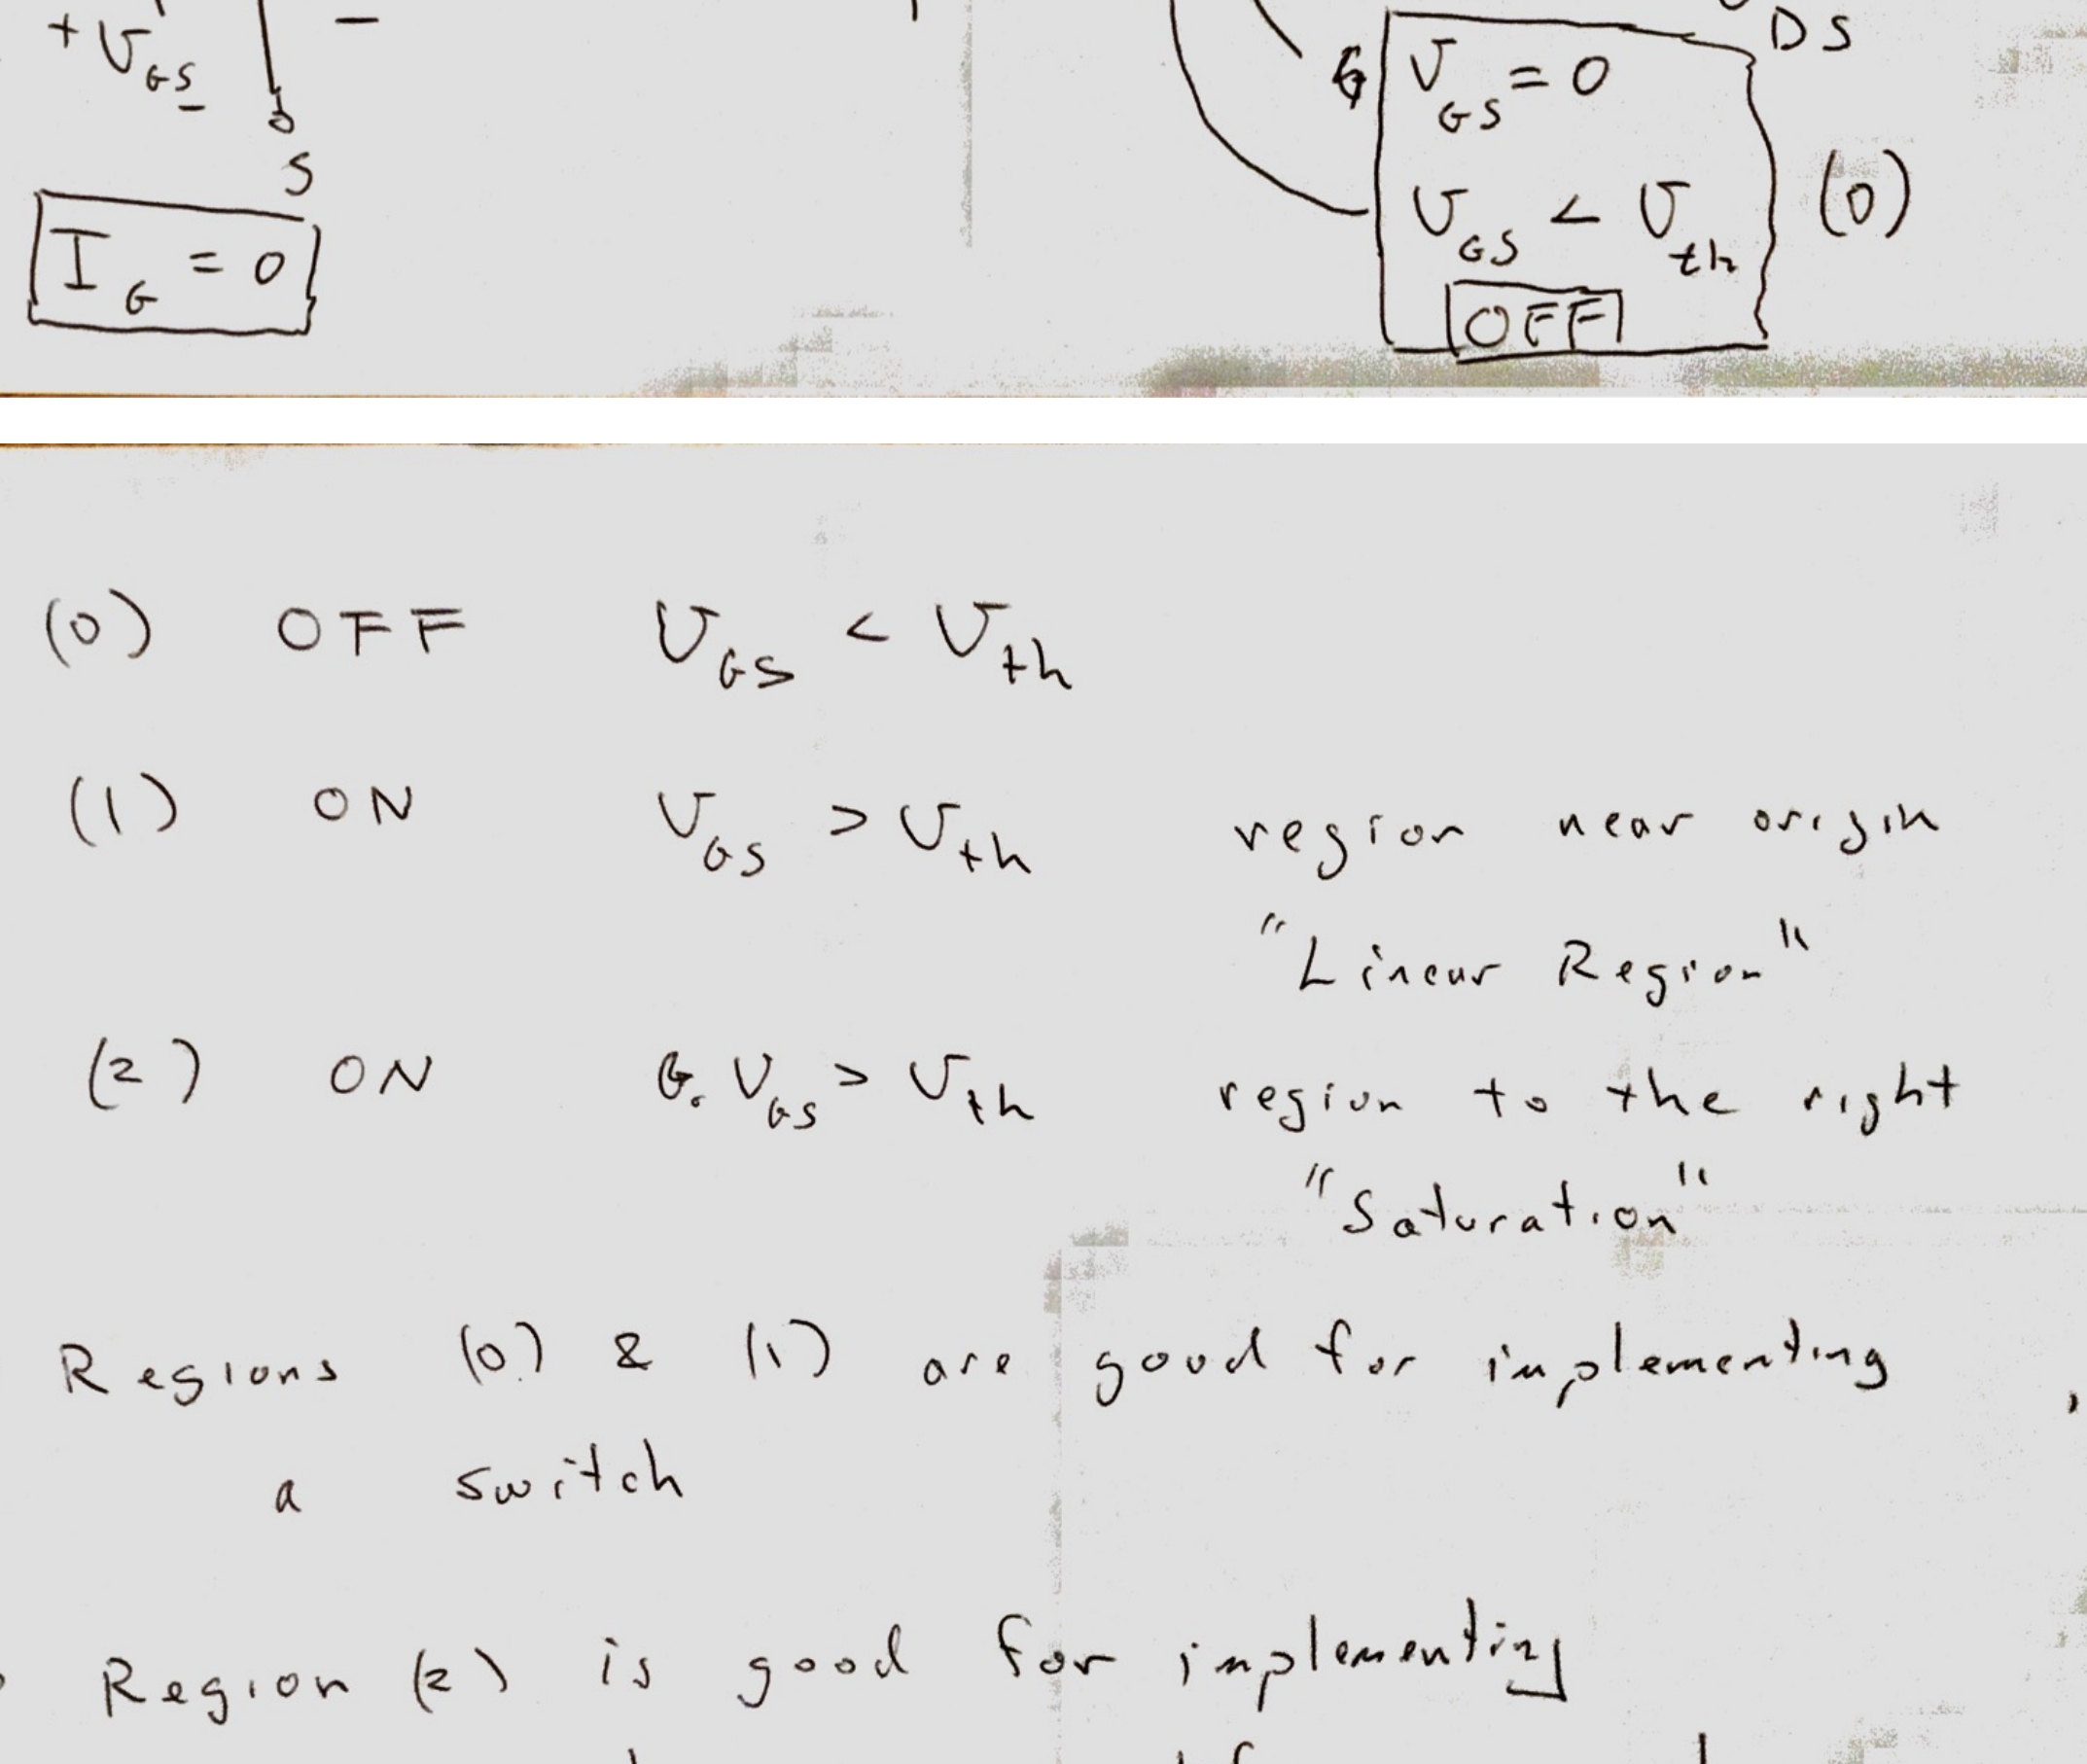 +V_GS -
S
I_G = 0
DS
G V_GS = 0
V_GS < V_th (0)
OFF
(0) OFF V_GS < V_th
(1) ON V_GS > V_th region near origin
"Linear Region"
(2) ON G. V_GS > V_th region to the right
"Saturation"
Regions (0) & (1) are good for implementing
a switch
Region (2) is good for implementing